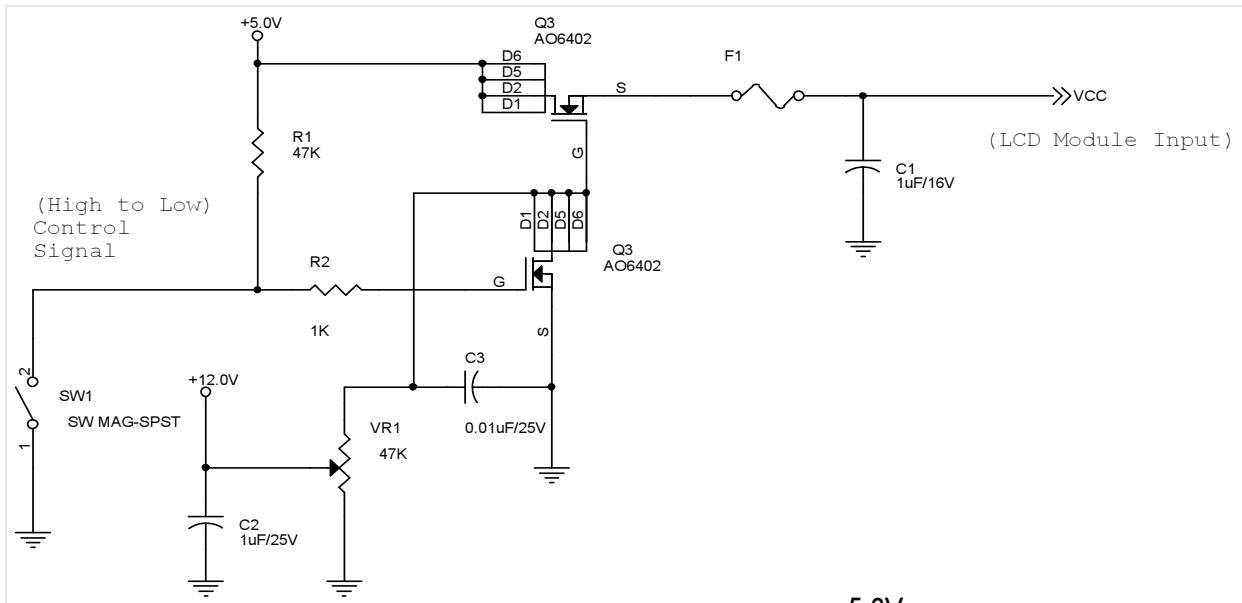 +5.0V
Q3
AO6402
D6
D5
D2
D1
S
F1
VCC
(LCD Module Input)
R1
47K
G
C1
1uF/16V
(High to Low)
Control
Signal
D1
D2
D5
D6
Q3
AO6402
R2
G
1K
S
2
SW1
SW MAG-SPST
1
+12.0V
C3
0.01uF/25V
VR1
47K
C2
1uF/25V